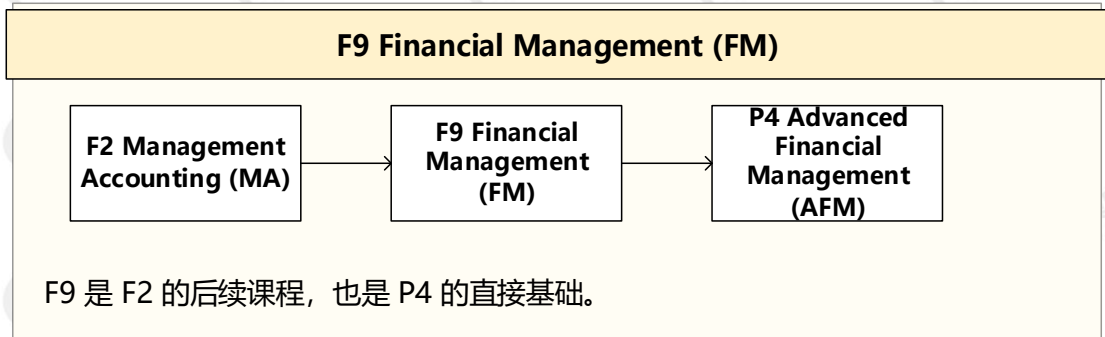 F9 Financial Management (FM)
F2 Management
Accounting (MA)
F9 Financial
Management
(FM)
P4 Advanced
Financial
Management
(AFM)
F9 是 F2 的后续课程，也是 P4 的直接基础。